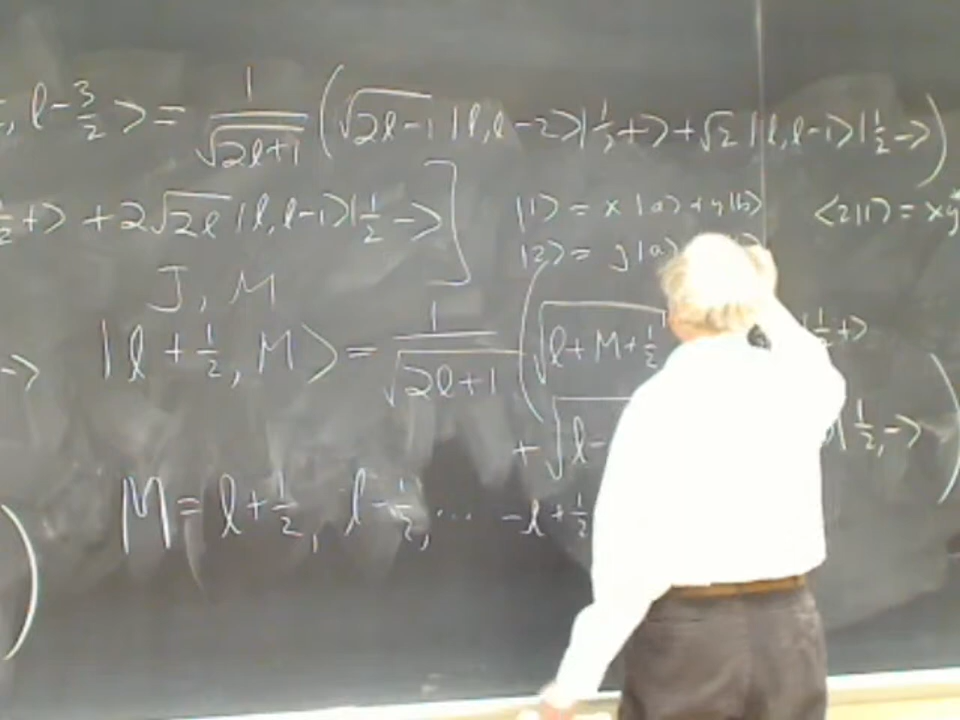 , l - 3/2 > = 1/√(2l+1) ( √(2l-1) |l, l-2>|1/2 +> + √2 |l, l-1>|1/2 -> )
1/2 +> + 2√(2l) |l, l-1>|1/2 -> ]
|1> = x|a> + y|b> <2|1> = xy*
|2> = y|a>
J, M
-> |l + 1/2, M> = 1/√(2l+1) ( √(l+M+1/2 1/2 +>
+ √(l- |1/2, -> )
) M = l + 1/2, l - 1/2, ... -l + 1/2